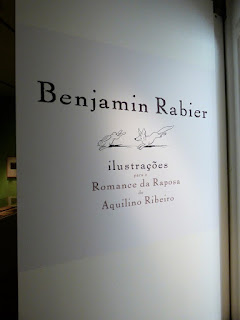 Benjamin Rabier
ilustrações
para o
Romance da Raposa
de
Aquilino Ribeiro